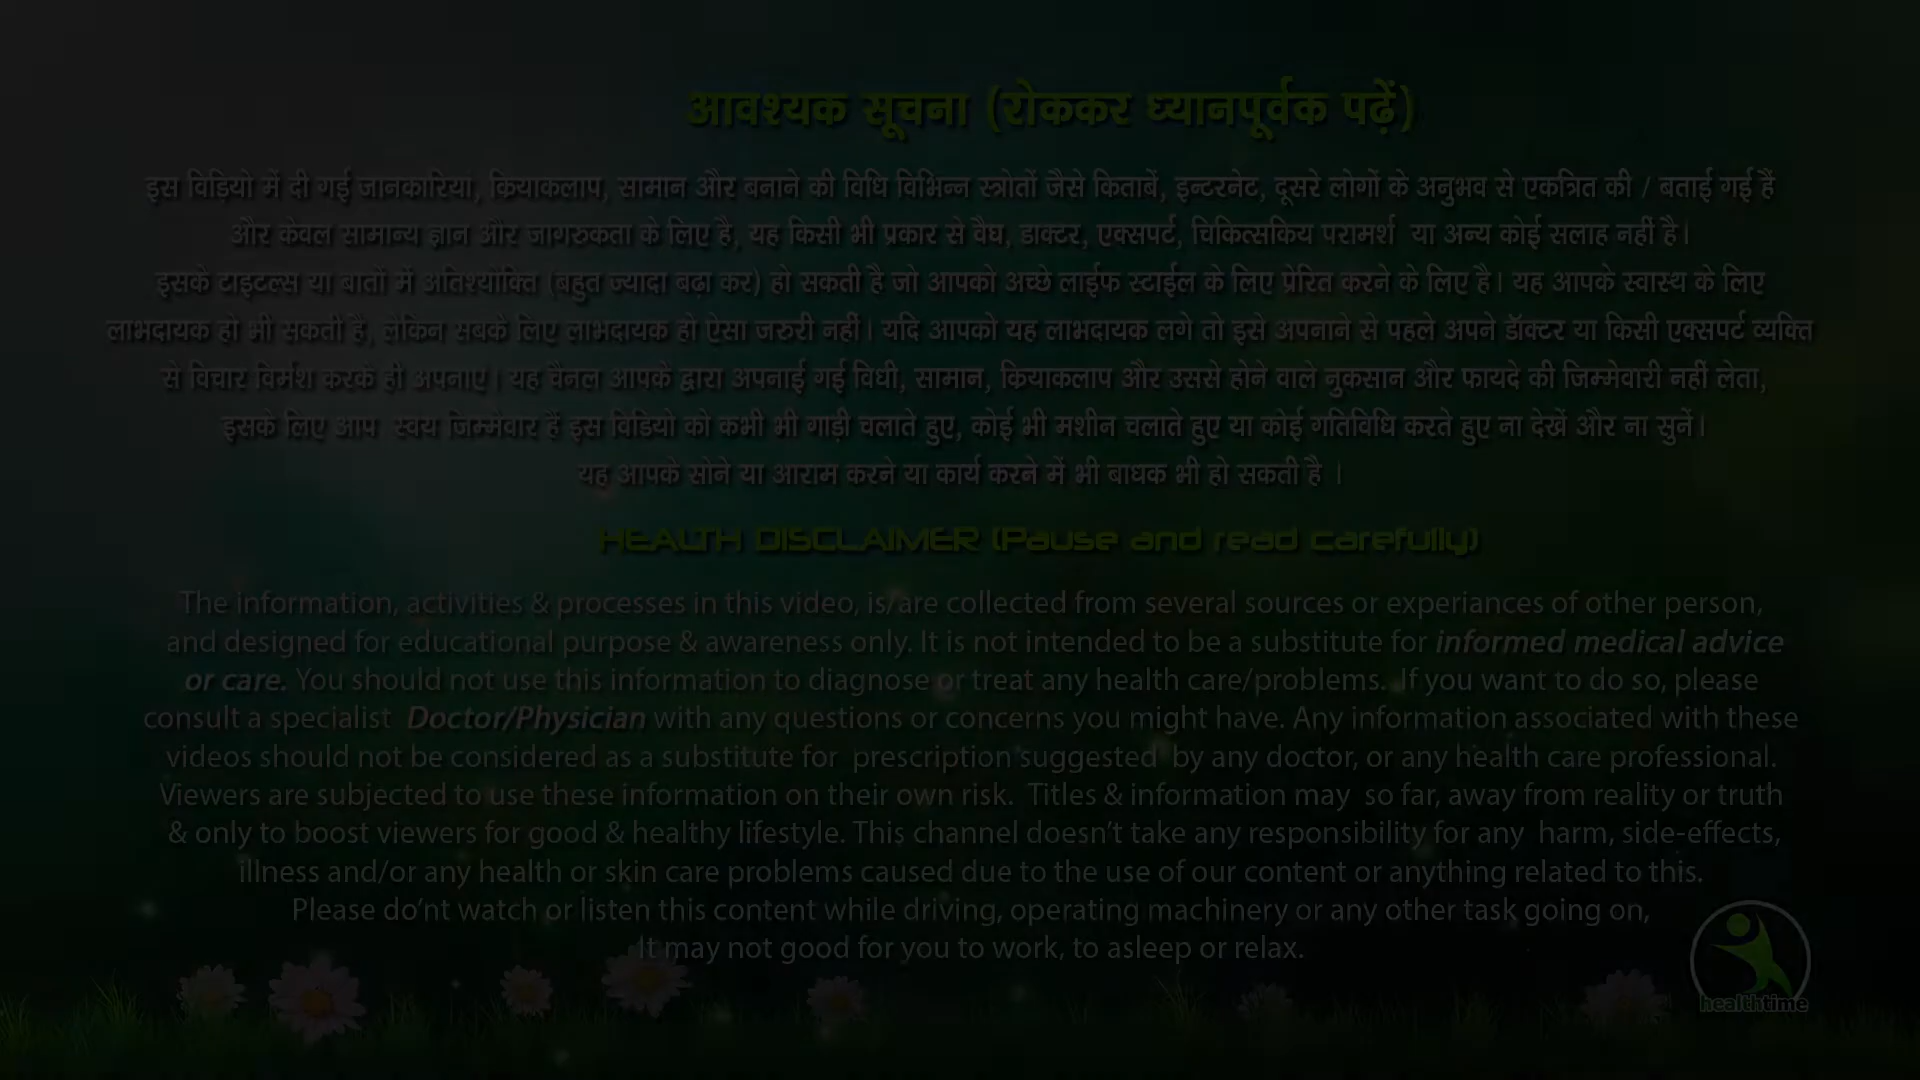 आवश्यक सूचना (रोककर ध्यानपूर्वक पढ़ें)
इस विडियो में दी गई जानकारियां, क्रियाकलाप, सामान और बनाने की विधि विभिन्न स्त्रोतों जैसे किताबें, इन्टरनेट, दूसरे लोगों के अनुभव से एकत्रित की / बताई गई हैं
और केवल सामान्य ज्ञान और जागरुकता के लिए है, यह किसी भी प्रकार से वैघ, डाक्टर, एक्सपर्ट, चिकित्सकिय परामर्श या अन्य कोई सलाह नहीं है।
इसके टाइटल्स या बातों में अतिश्योंक्ति (बहुत ज्यादा बढ़ा कर) हो सकती है जो आपको अच्छे लाईफ स्टाईल के लिए प्रेरित करने के लिए है। यह आपके स्वास्थ के लिए
लाभदायक हो भी सकती है, लेकिन सबके लिए लाभदायक हो ऐसा जरुरी नहीं। यदि आपको यह लाभदायक लगे तो इसे अपनाने से पहले अपने डॉक्टर या किसी एक्सपर्ट व्यक्ति
से विचार विर्मश करके ही अपनाएं। यह चैनल आपके द्वारा अपनाई गई विधी, सामान, क्रियाकलाप और उससे होने वाले नुकसान और फायदे की जिम्मेवारी नहीं लेता,
इसके लिए आप स्वयं जिम्मेवार हैं इस विडियो को कभी भी गाड़ी चलाते हुए, कोई भी मशीन चलाते हुए या कोई गतिविधि करते हुए ना देखें और ना सुनें।
यह आपके सोने या आराम करने या कार्य करने में भी बाधक भी हो सकती है ।
HEALTH DISCLAIMER (Pause and read carefully)
The information, activities & processes in this video, is/are collected from several sources or experiances of other person,
and designed for educational purpose & awareness only. It is not intended to be a substitute for informed medical advice
or care. You should not use this information to diagnose or treat any health care/problems. If you want to do so, please
consult a specialist Doctor/Physician with any questions or concerns you might have. Any information associated with these
videos should not be considered as a substitute for prescription suggested by any doctor, or any health care professional.
Viewers are subjected to use these information on their own risk. Titles & information may so far, away from reality or truth
& only to boost viewers for good & healthy lifestyle. This channel doesn't take any responsibility for any harm, side-effects,
illness and/or any health or skin care problems caused due to the use of our content or anything related to this.
Please do'nt watch or listen this content while driving, operating machinery or any other task going on,
It may not good for you to work, to asleep or relax.
healthtime